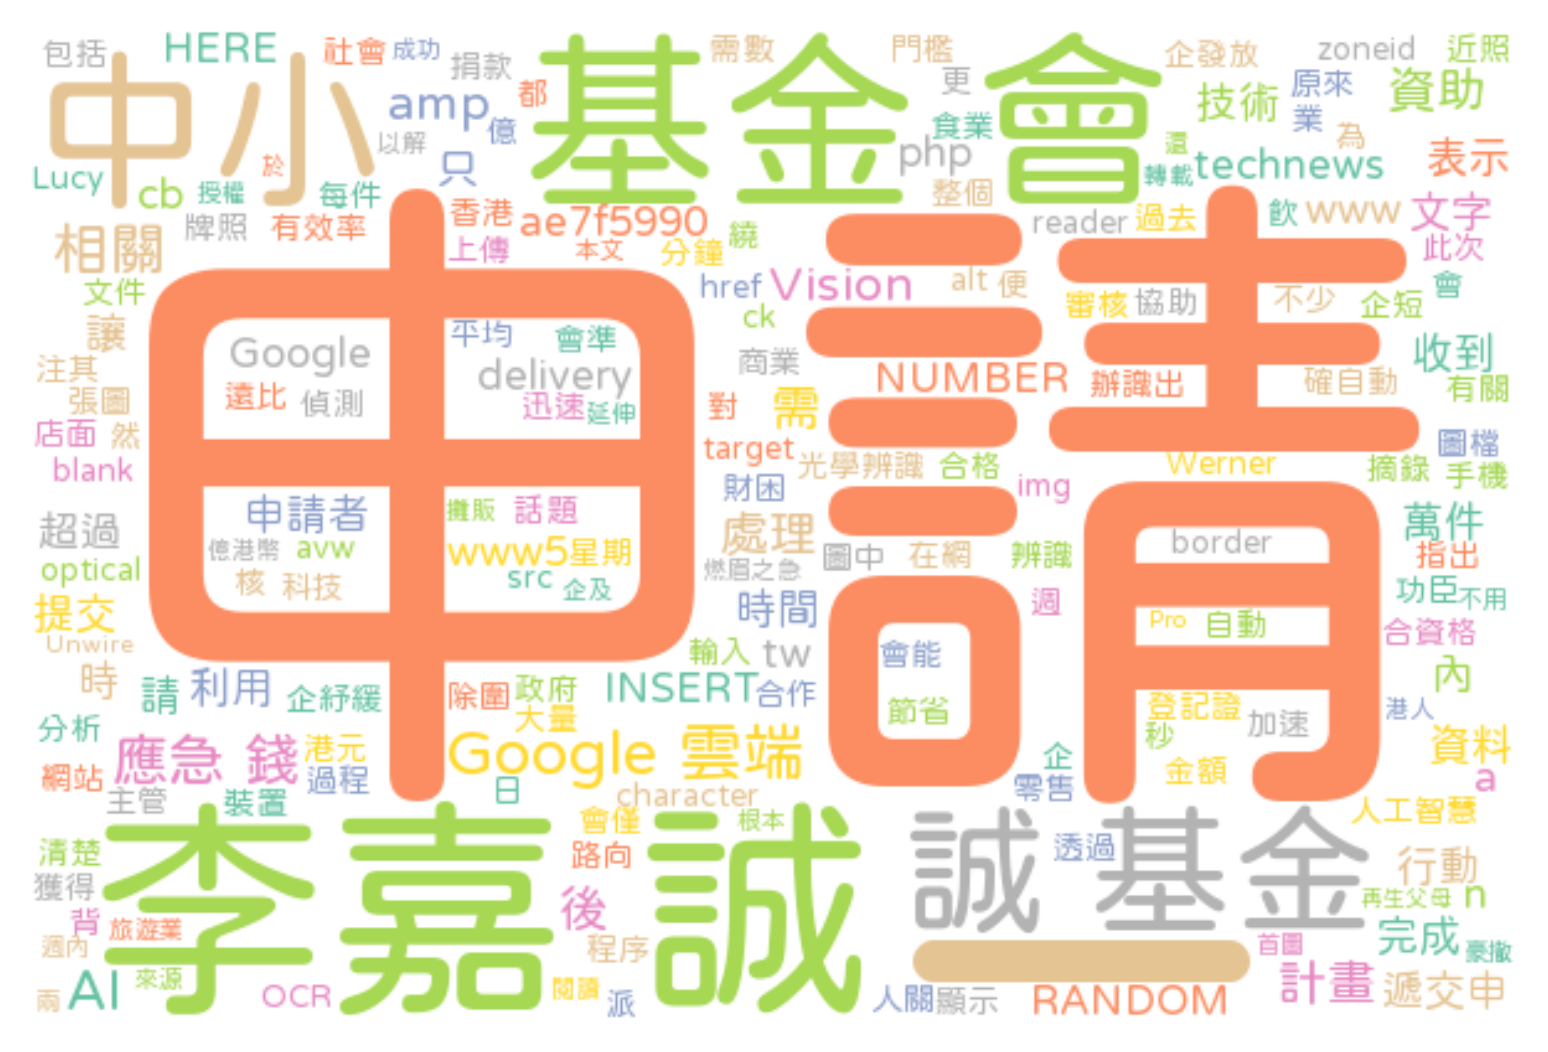 包括 HERE 社會 成功 捐款 基金會 需數 門檻 企發放 zoneid 近照
中小 amp 都 億 更 技術 原來 業 資助
以解 只 食業 php 還 為 表示
Lucy cb 授權 於 每件 整個 轉載 technews
牌照 有效率 香港 ae7f5990 reader 過去 飲 www 文字
相關 上傳 本文 分鐘 繞 此次
文件 申請 href Vision alt 便 審核 協助 不少 企短 會
讓 Google 平均 會準 ck 商業 收到
注其 delivery NUMBER 辦識出 確自動 有關
張圖 遠比 偵測 迅速 延伸 對 需
店面 然 target 光學辨識 合格 Werner 圖檔
blank 財困 img 摘錄 手機
超過 申請者 攤販 話題 處理 圖中 在網 辨識 border 萬件
億港幣 avw www5星期 燃眉之急 指出
optical 核 科技 src 企及 時間 週 功臣 不用
提交 Pro 自動 合資格
Unwire 輸入 tw 會能 內
時 請 利用 企紓緩 除圍 政府 INSERT 合作 節省 登記證 港人
分析 大量 秒 加速
應急 錢 港元 Google 雲端 企 資料
網站 過程 日 金額 a
主管 裝置 character 零售 人工智慧
李嘉誠 會僅 根本 誠 基金 透過
清楚 路向 行動
獲得 後 再生父母 n
背 旅遊業 首圖 完成 豪撤
週內 程序 一
兩 AI 來源 OCR 閱讀 派 人關 顯示 RANDOM 計畫 遞交申